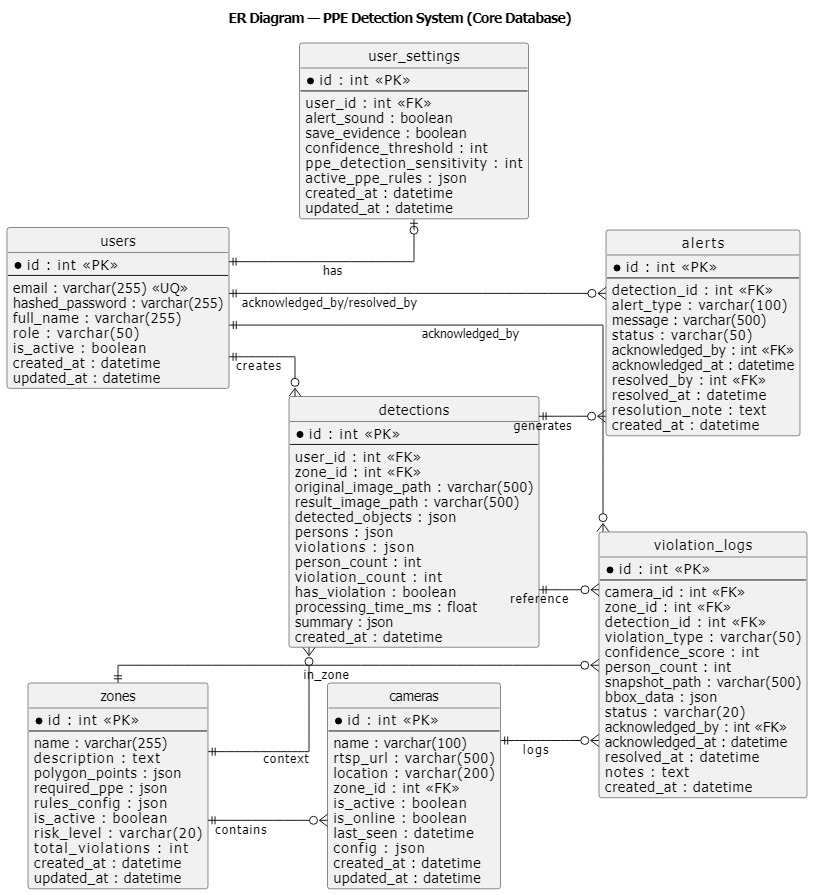 ER Diagram — PPE Detection System (Core Database)
user_settings
id : int «PK»
user_id : int «FK»
alert_sound : boolean
save_evidence : boolean
confidence_threshold : int
ppe_detection_sensitivity : int
active_ppe_rules : json
created_at : datetime
updated_at : datetime
users
id : int «PK»
email : varchar(255) «UQ»
hashed_password : varchar(255)
full_name : varchar(255)
role : varchar(50)
is_active : boolean
created_at : datetime
updated_at : datetime
has
acknowledged_by/resolved_by
acknowledged_by
creates
alerts
id : int «PK»
detection_id : int «FK»
alert_type : varchar(100)
message : varchar(500)
status : varchar(50)
acknowledged_by : int «FK»
acknowledged_at : datetime
resolved_by : int «FK»
resolved_at : datetime
resolution_note : text
created_at : datetime
detections
id : int «PK»
user_id : int «FK»
zone_id : int «FK»
original_image_path : varchar(500)
result_image_path : varchar(500)
detected_objects : json
persons : json
violations : json
person_count : int
violation_count : int
has_violation : boolean
processing_time_ms : float
summary : json
created_at : datetime
generates
reference
violation_logs
id : int «PK»
camera_id : int «FK»
zone_id : int «FK»
detection_id : int «FK»
violation_type : varchar(50)
confidence_score : int
person_count : int
snapshot_path : varchar(500)
bbox_data : json
status : varchar(20)
acknowledged_by : int «FK»
acknowledged_at : datetime
resolved_at : datetime
notes : text
created_at : datetime
in_zone
zones
id : int «PK»
name : varchar(255)
description : text
polygon_points : json
required_ppe : json
rules_config : json
is_active : boolean
risk_level : varchar(20)
total_violations : int
created_at : datetime
updated_at : datetime
context
contains
cameras
id : int «PK»
name : varchar(100)
rtsp_url : varchar(500)
location : varchar(200)
zone_id : int «FK»
is_active : boolean
is_online : boolean
last_seen : datetime
config : json
created_at : datetime
updated_at : datetime
logs